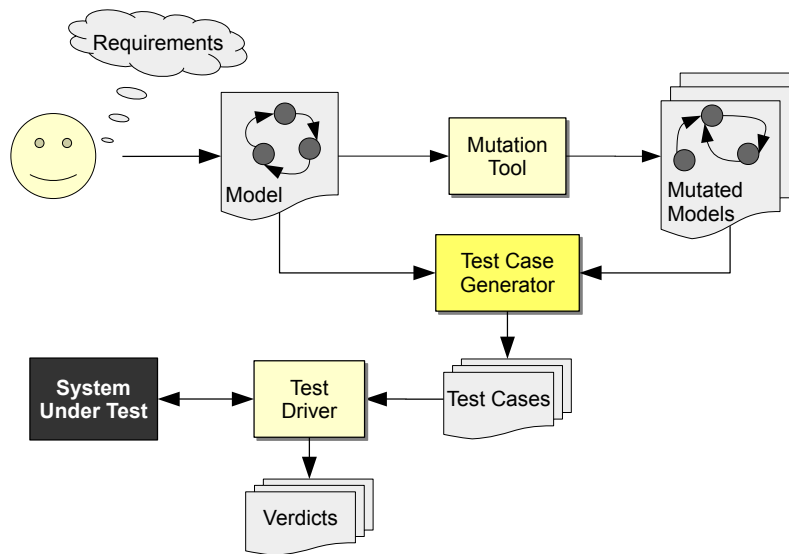 Requirements
Model
Mutation
Tool
Mutated
Models
Test Case
Generator
System
Under Test
Test
Driver
Test Cases
Verdicts